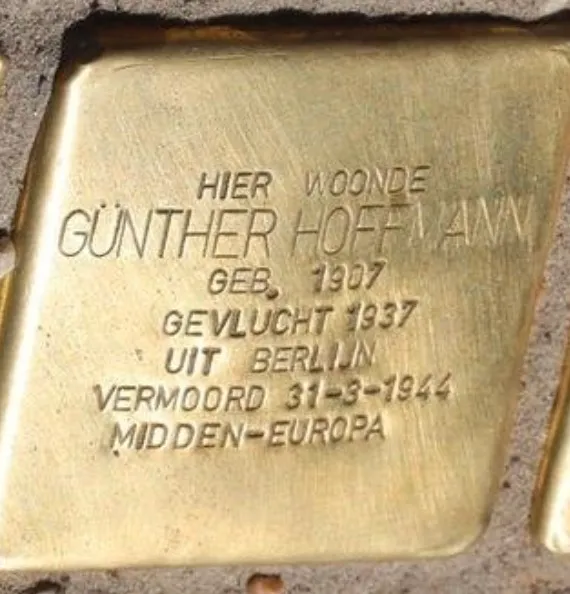 HIER WOONDE
GÜNTHER HOFFMANN
GEB. 1907
GEVLUCHT 1937
UIT BERLIJN
VERMOORD 31-3-1944
MIDDEN-EUROPA